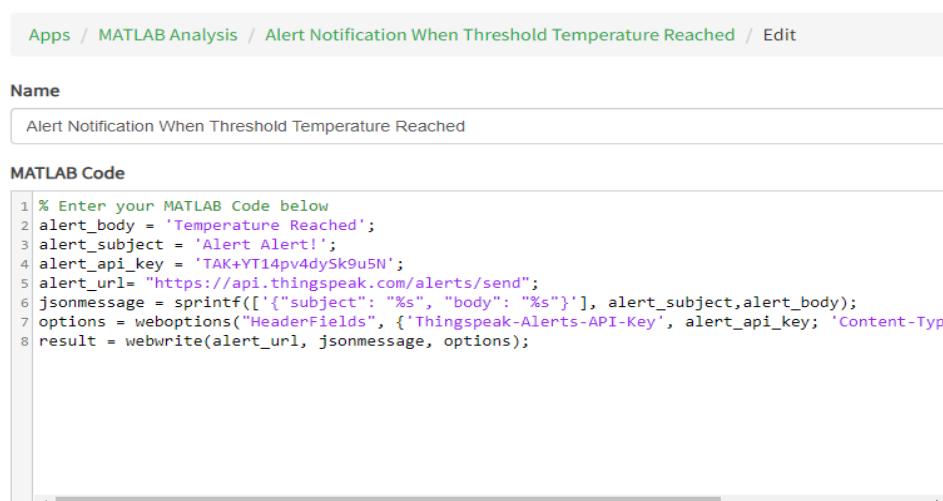 Apps / MATLAB Analysis / Alert Notification When Threshold Temperature Reached / Edit
Name
Alert Notification When Threshold Temperature Reached
MATLAB Code
1 % Enter your MATLAB Code below
2 alert_body = 'Temperature Reached';
3 alert_subject = 'Alert Alert!';
4 alert_api_key = 'TAK+YT14pv4dySk9u5N';
5 alert_url= "https://api.thingspeak.com/alerts/send";
6 jsonmessage = sprintf(['{"subject": "%s", "body": "%s"}'], alert_subject,alert_body);
7 options = weboptions("HeaderFields", {'Thingspeak-Alerts-API-Key', alert_api_key; 'Content-Typ
8 result = webwrite(alert_url, jsonmessage, options);